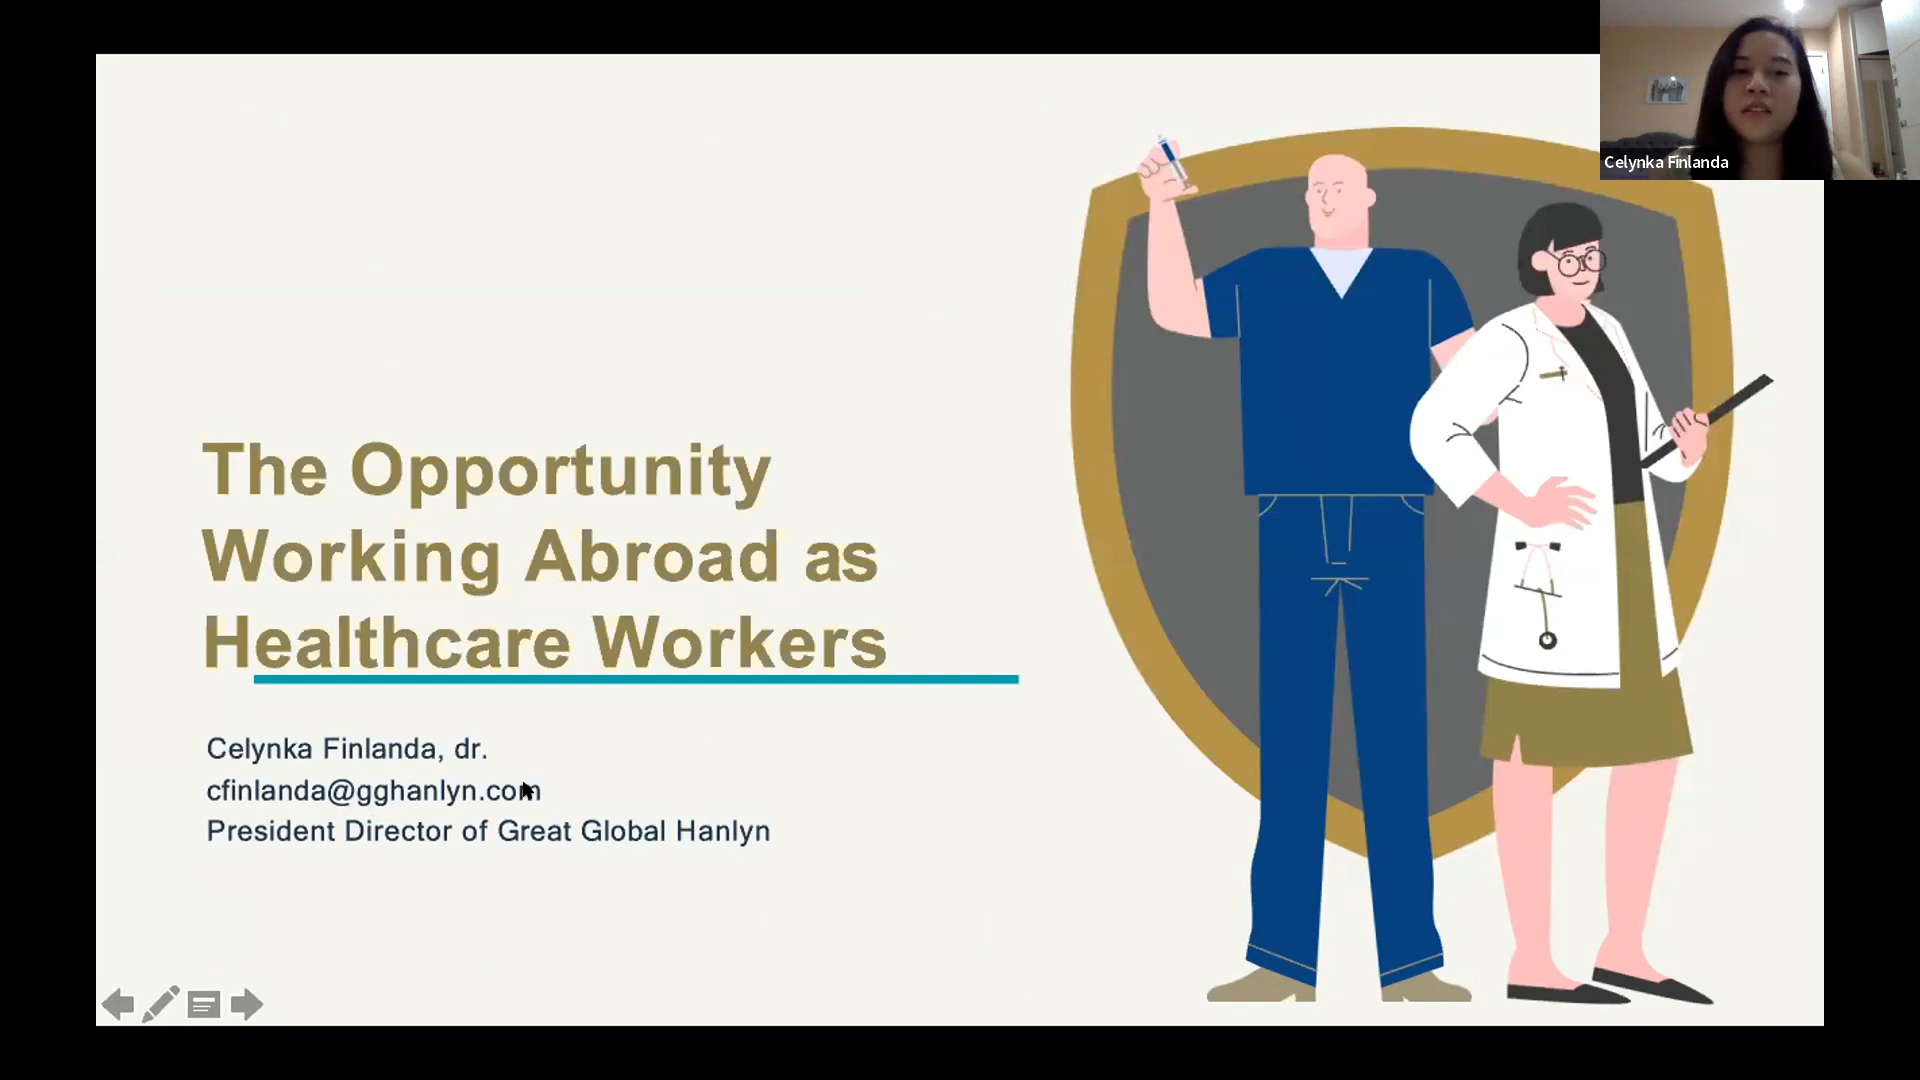 Celynka Finlanda
The Opportunity
Working Abroad as
Healthcare Workers
Celynka Finlanda, dr.
cfinlanda@gghanlyn.com
President Director of Great Global Hanlyn